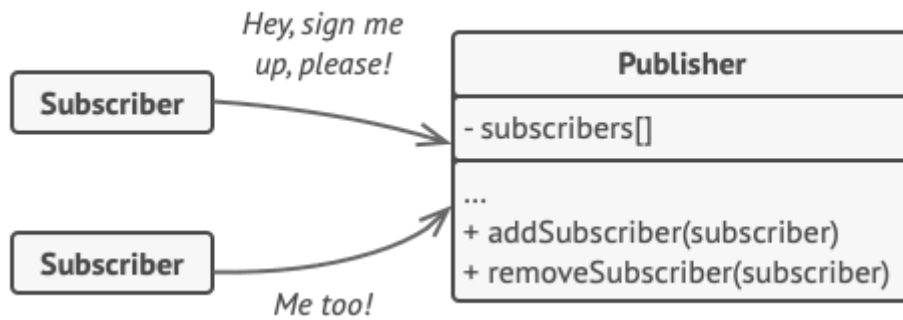 Hey, sign me
up, please!
Subscriber
Subscriber
Me too!
Publisher
- subscribers[]
...
+ addSubscriber(subscriber)
+ removeSubscriber(subscriber)